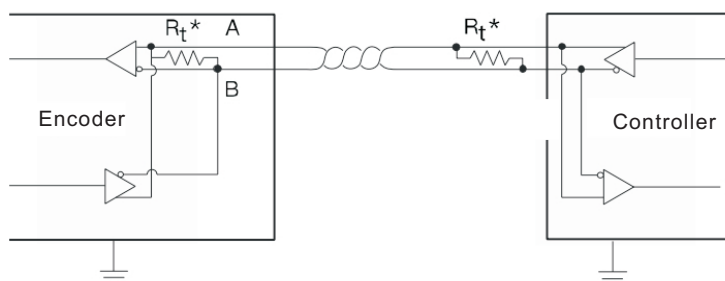 Rt* A
Rt*
B
Encoder
Controller